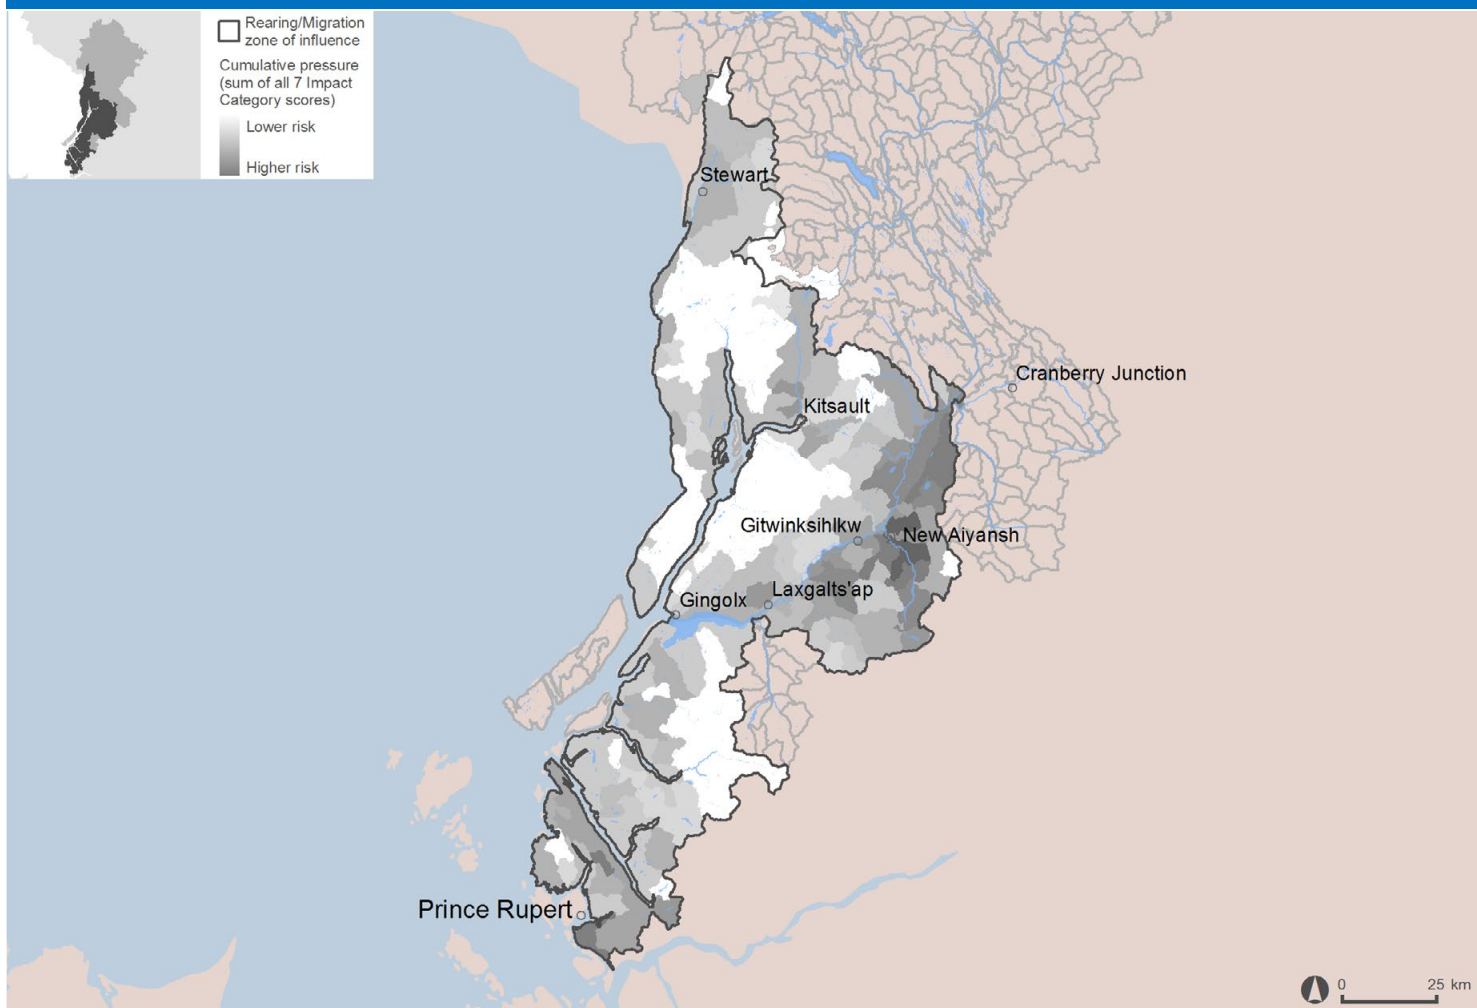 Rearing/Migration
zone of influence
Cumulative pressure
(sum of all 7 Impact
Category scores)
Lower risk
Higher risk
Stewart
Cranberry Junction
Kitsault
Gitwinksihlkw
New Aiyansh
Laxgalts'ap
Gingolx
Prince Rupert
0 25 km